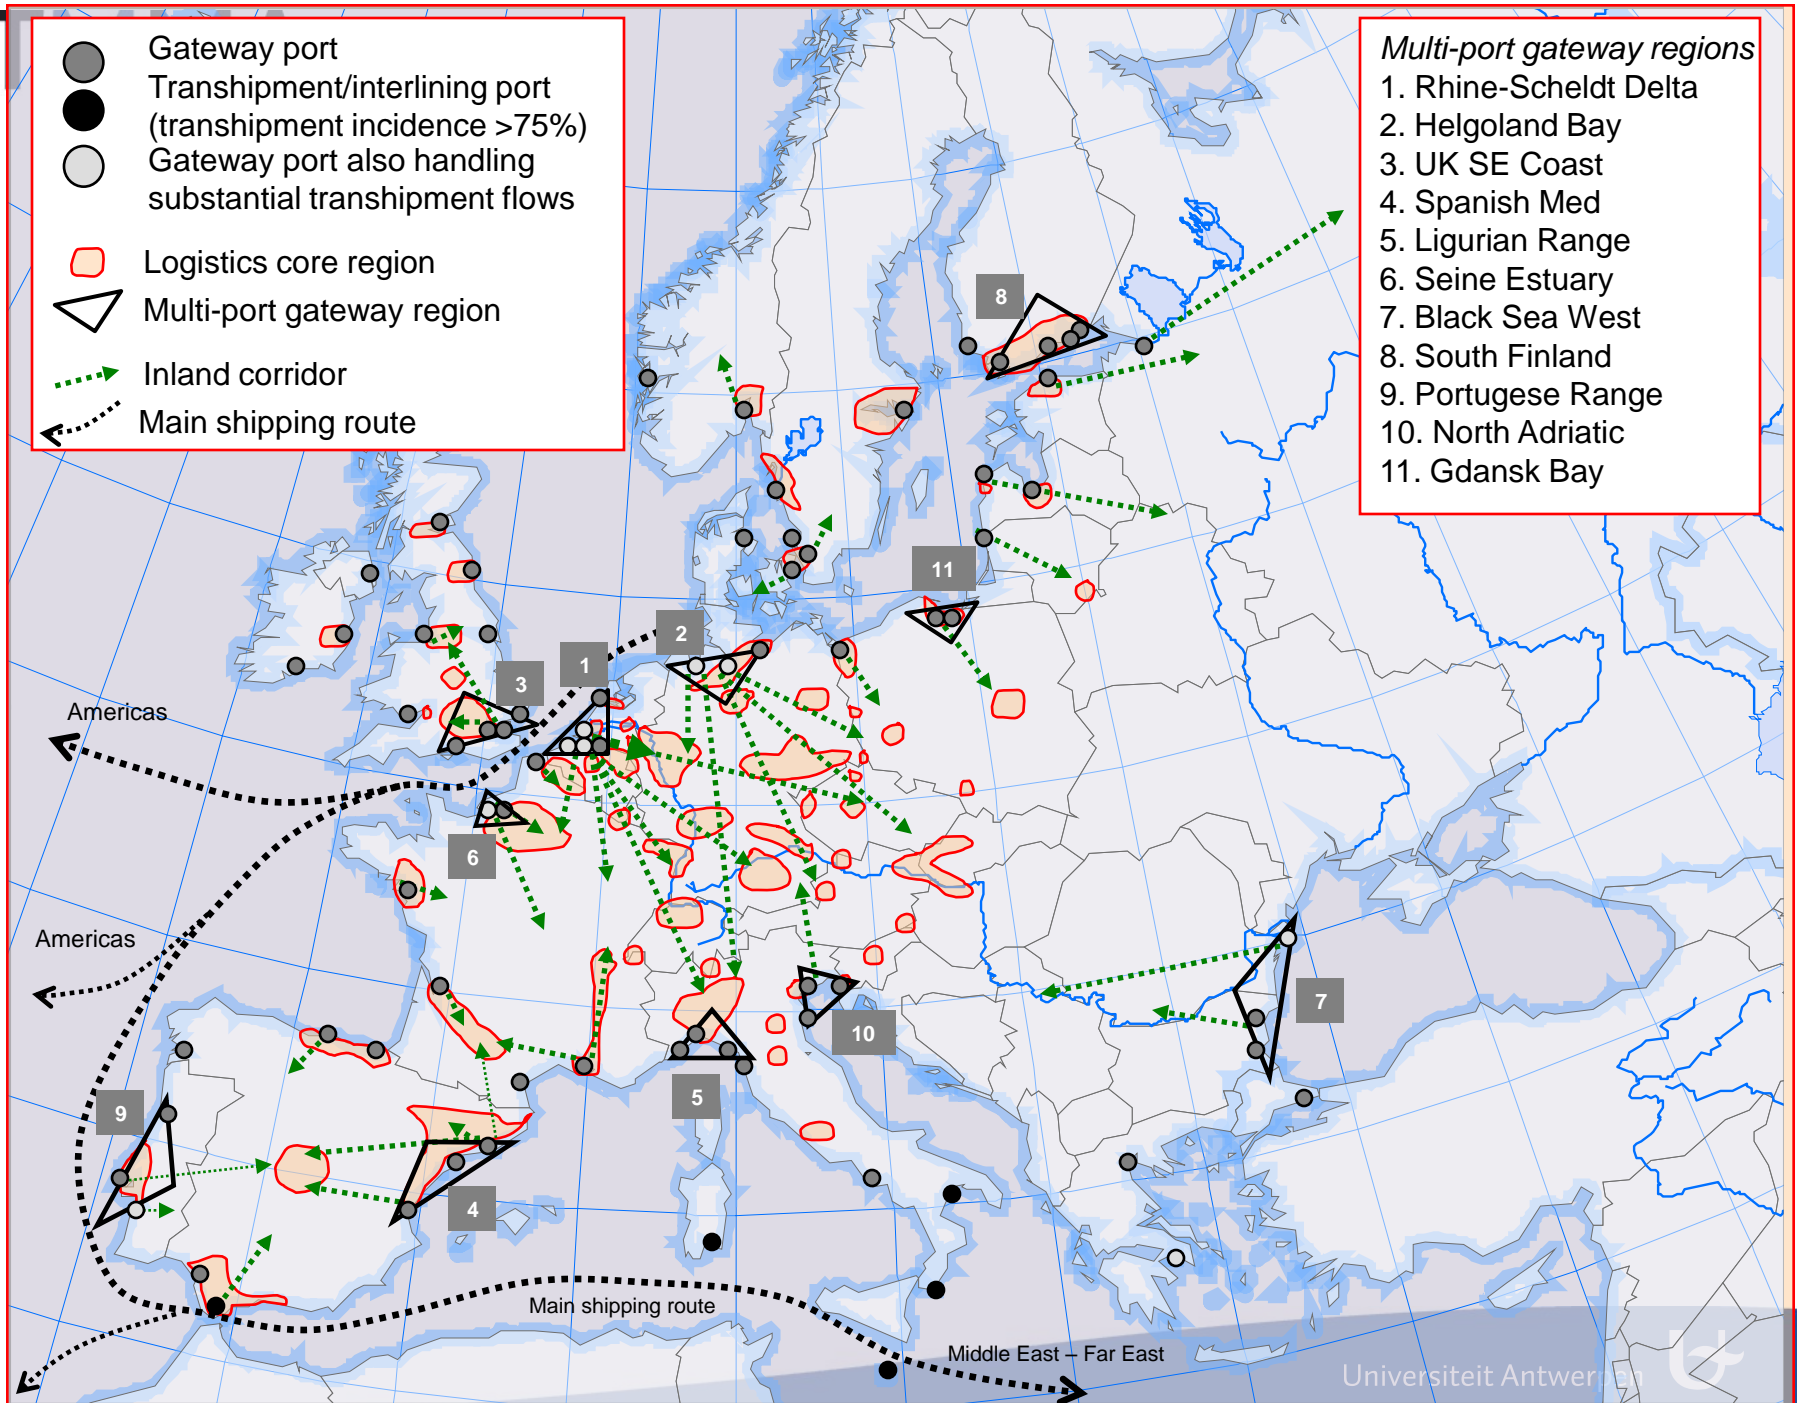 Gateway port
Transhipment/interlining port
(transhipment incidence >75%)
Gateway port also handling
substantial transhipment flows
Logistics core region
Multi-port gateway region
Inland corridor
Main shipping route
Multi-port gateway regions
1. Rhine-Scheldt Delta
2. Helgoland Bay
3. UK SE Coast
4. Spanish Med
5. Ligurian Range
6. Seine Estuary
7. Black Sea West
8. South Finland
9. Portugese Range
10. North Adriatic
11. Gdansk Bay
8
11
2
1
3
Americas
6
Americas
7
10
5
9
4
Main shipping route
Middle East – Far East
Universiteit Antwerpen